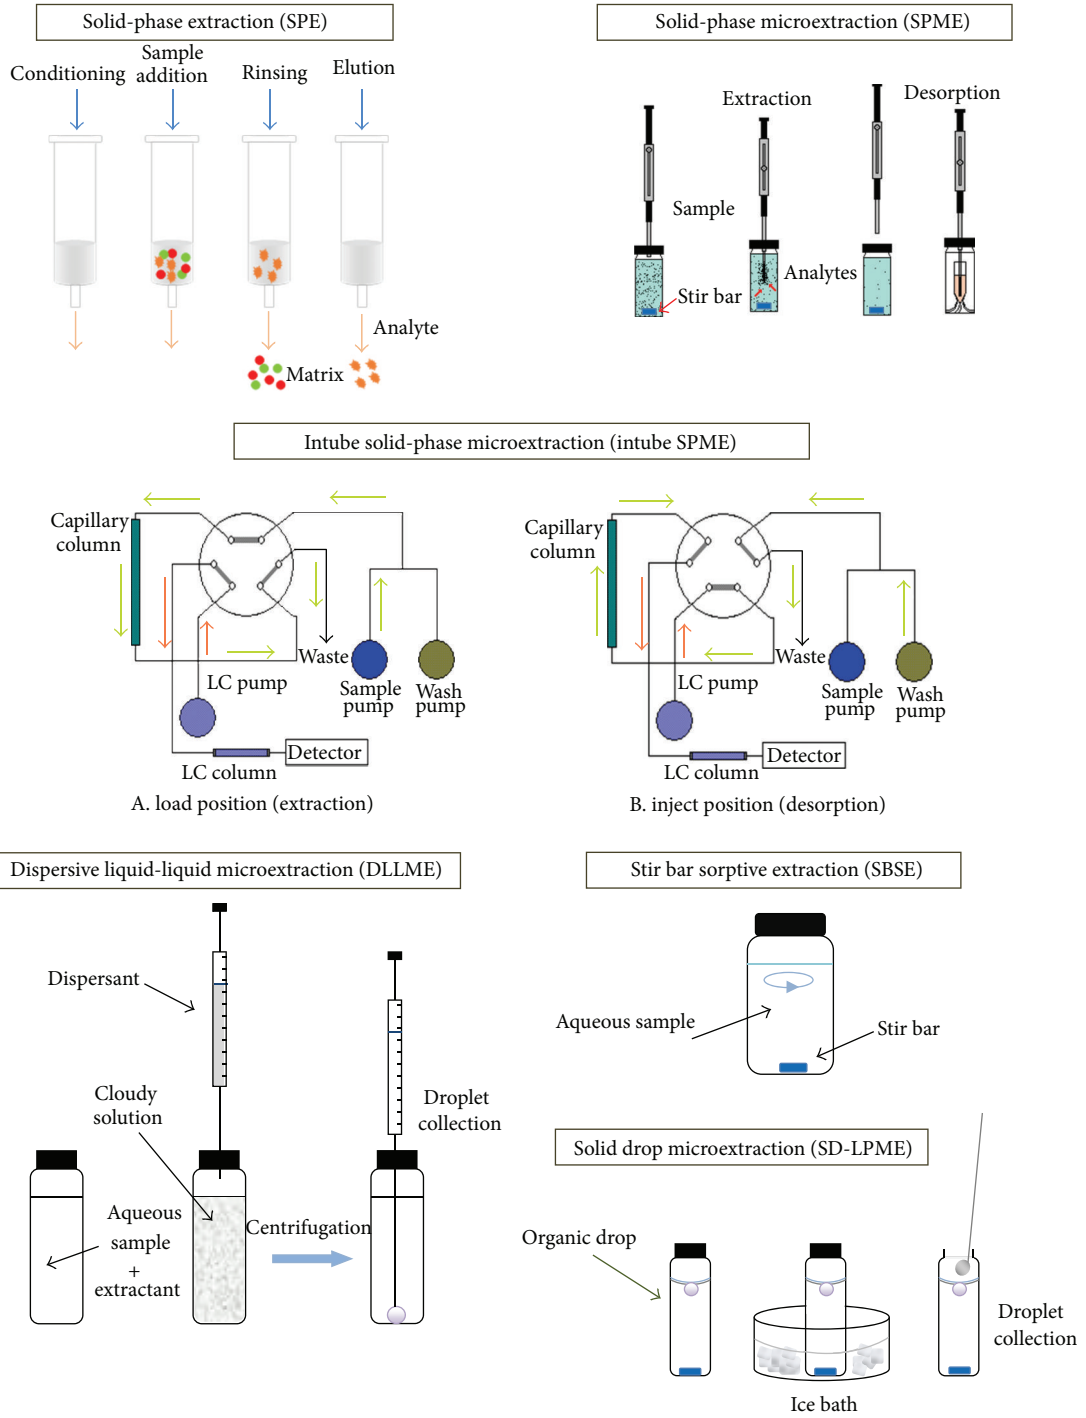 Solid-phase extraction (SPE)
Conditioning
Sample
addition
Rinsing
Elution
Analyte
Matrix
Solid-phase microextraction (SPME)
Extraction
Desorption
Sample
Analytes
Stir bar
Intube solid-phase microextraction (intube SPME)
Capillary
column
Waste
LC pump
Sample
pump
Wash
pump
Detector
LC column
A. load position (extraction)
Capillary
column
Waste
LC pump
Sample
pump
Wash
pump
Detector
LC column
B. inject position (desorption)
Dispersive liquid-liquid microextraction (DLLME)
Dispersant
Cloudy
solution
Droplet
collection
Aqueous
sample
+
extractant
Centrifugation
Stir bar sorptive extraction (SBSE)
Aqueous sample
Stir bar
Solid drop microextraction (SD-LPME)
Organic drop
Droplet
collection
Ice bath